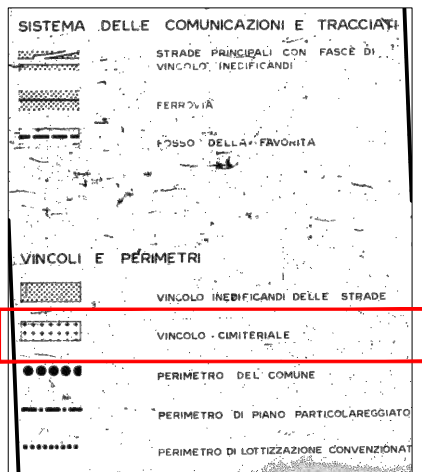 SISTEMA DELLE COMUNICAZIONI E TRACCIATI
STRADE PRINCIPALI CON FASCE DI
VINCOLO INEDIFICANDI
FERROVIA
FOSSO DELLA FAVORITA
VINCOLI E PERIMETRI
VINCOLO INEDIFICANDI DELLE STRADE
VINCOLO CIMITERIALE
PERIMETRO DEL COMUNE
PERIMETRO DI PIANO PARTICOLAREGGIATO
PERIMETRO DI LOTTIZZAZIONE CONVENZIONAT